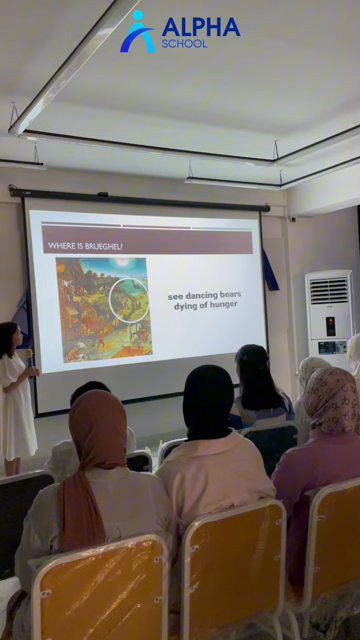 ALPHA
SCHOOL
WHERE IS BRUEGHEL?
see dancing bears
dying of hunger